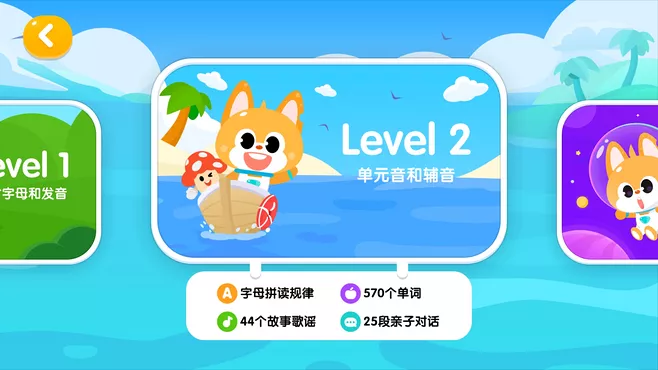 evel 1
字母和发音
Level 2
单元音和辅音
A 字母拼读规律
570个单词
44个故事歌谣
25段亲子对话